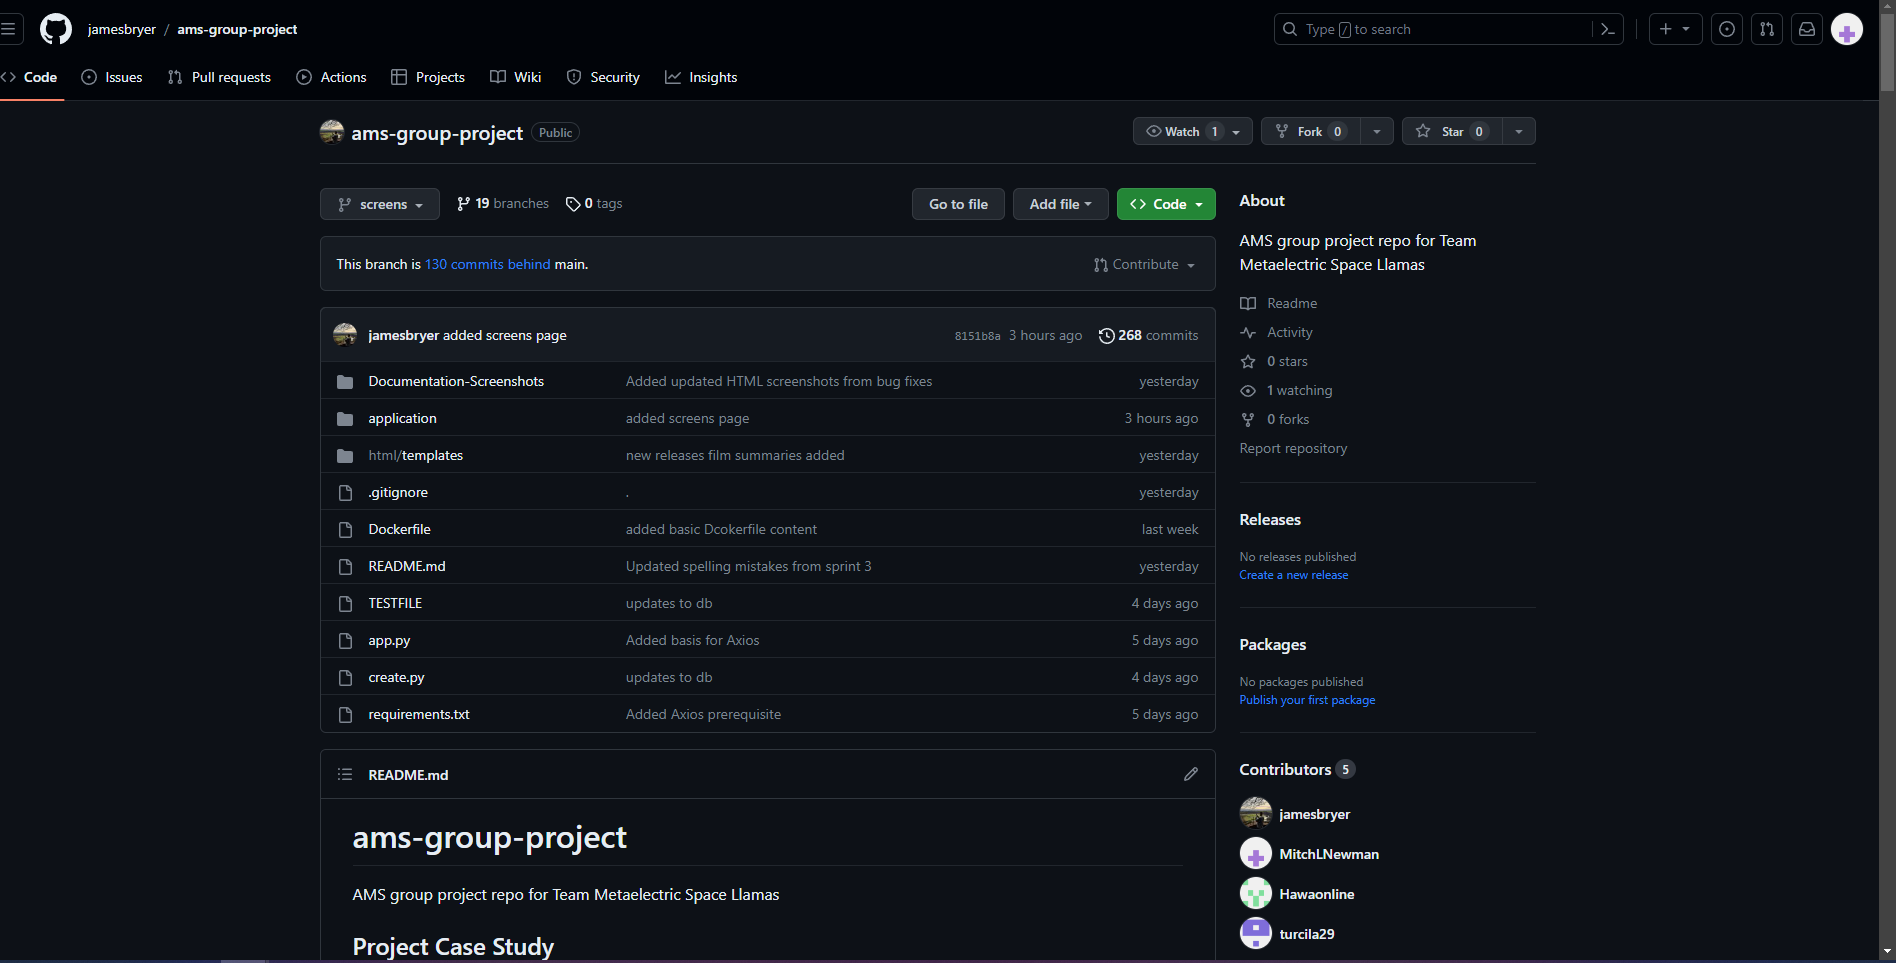 jamesbryer / ams-group-project
Type / to search
Code Issues Pull requests Actions Projects Wiki Security Insights
ams-group-project Public
Watch 1 Fork 0 Star 0
screens 19 branches 0 tags
Go to file Add file Code
This branch is 130 commits behind main.
Contribute
jamesbryer added screens page 8151b8a 3 hours ago 268 commits
Documentation-Screenshots Added updated HTML screenshots from bug fixes yesterday
application added screens page 3 hours ago
html/templates new releases film summaries added yesterday
.gitignore . yesterday
Dockerfile added basic Dcokerfile content last week
README.md Updated spelling mistakes from sprint 3 yesterday
TESTFILE updates to db 4 days ago
app.py Added basis for Axios 5 days ago
create.py updates to db 4 days ago
requirements.txt Added Axios prerequisite 5 days ago
README.md
ams-group-project
AMS group project repo for Team Metaelectric Space Llamas
Project Case Study
About
AMS group project repo for Team
Metaelectric Space Llamas
Readme
Activity
0 stars
1 watching
0 forks
Report repository
Releases
No releases published
Create a new release
Packages
No packages published
Publish your first package
Contributors 5
jamesbryer
MitchLNewman
Hawaonline
turcila29